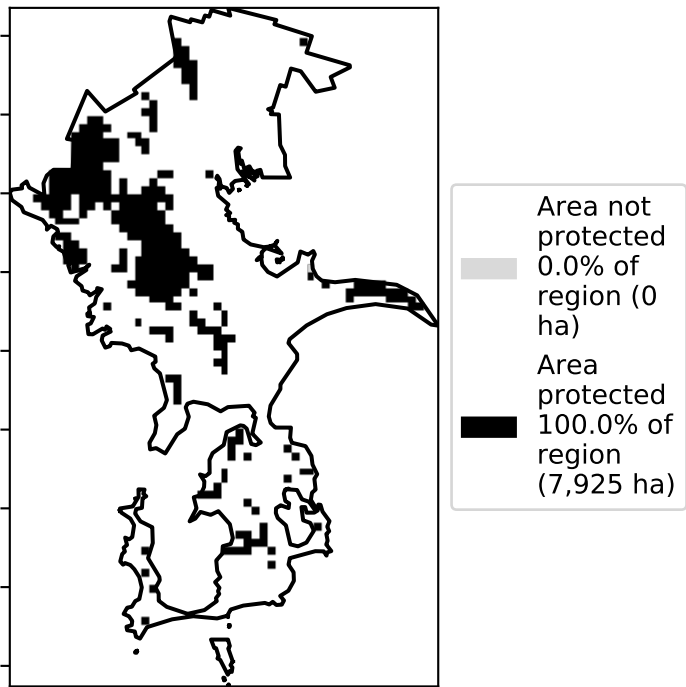 Area not
protected
0.0% of
region (0
ha)
Area
protected
100.0% of
region
(7,925 ha)